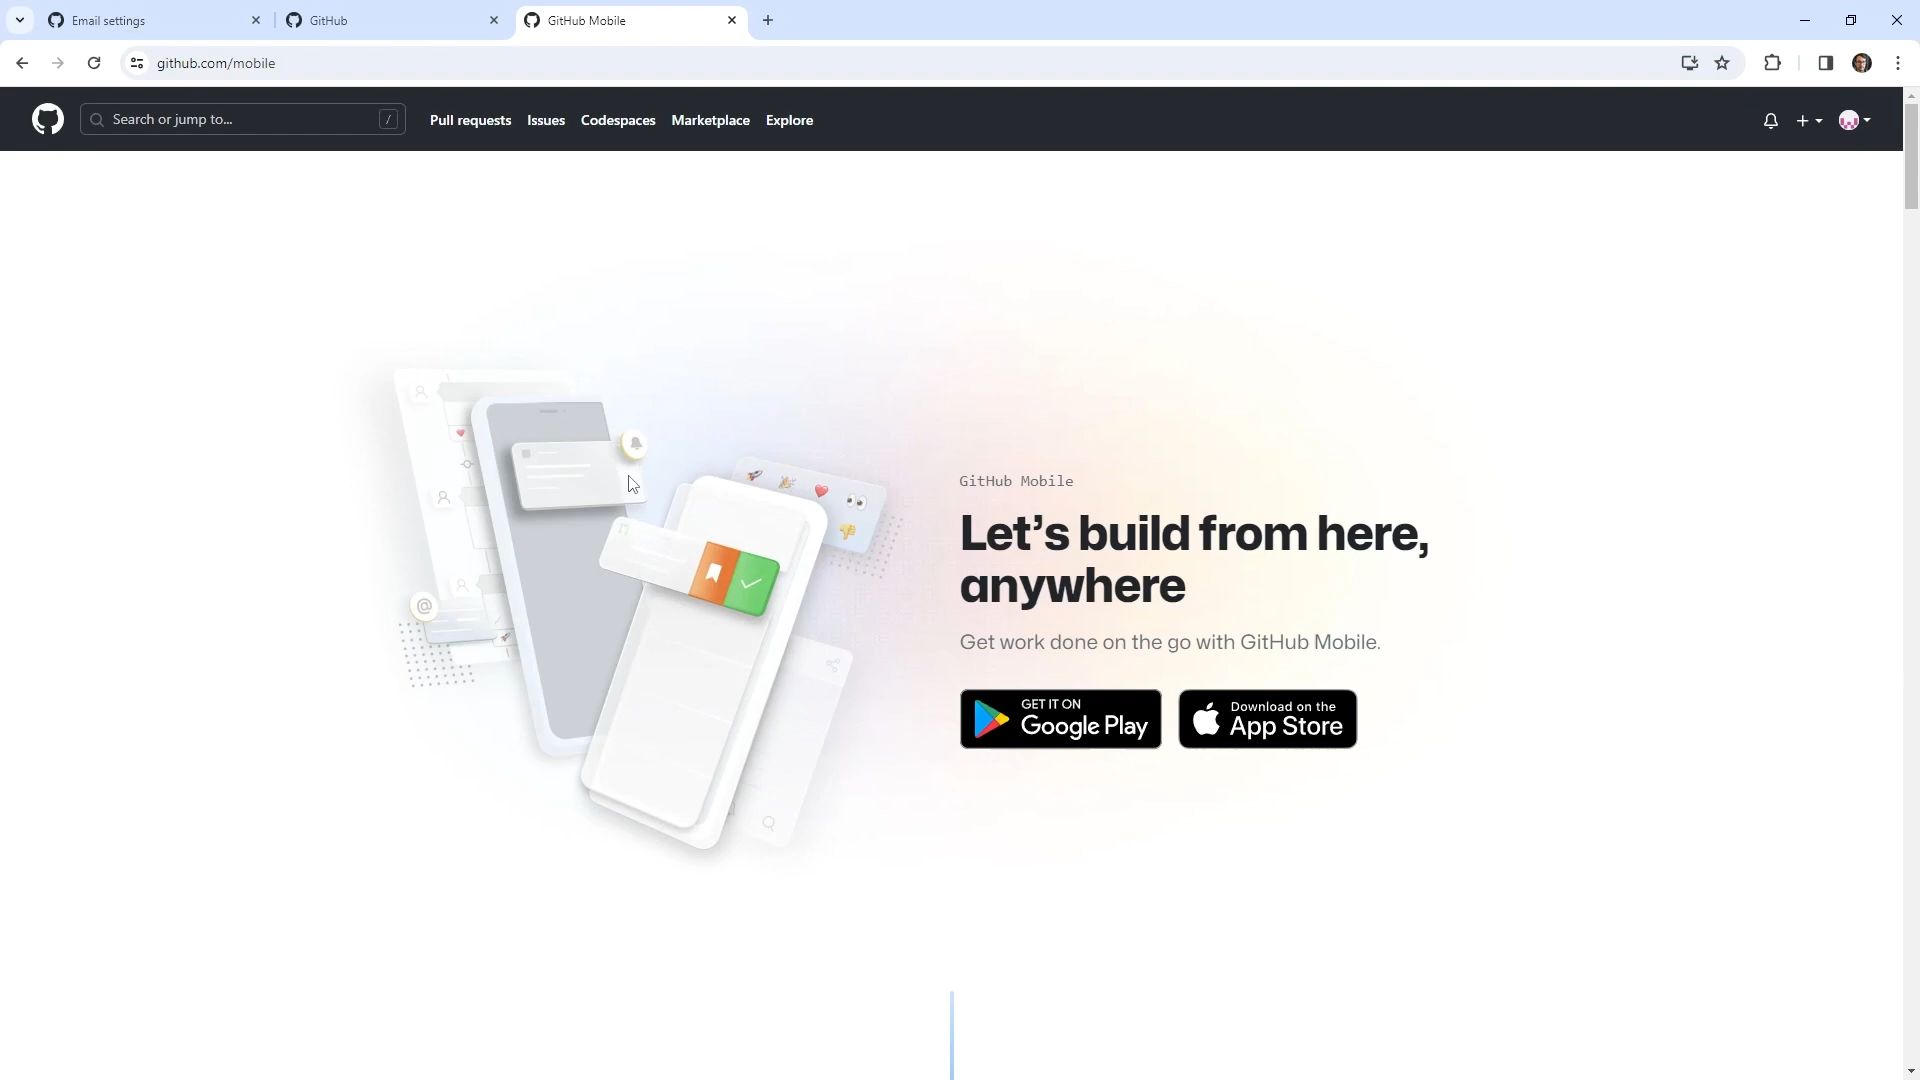 Email settings
GitHub
GitHub Mobile
github.com/mobile
Search or jump to...
/
Pull requests
Issues
Codespaces
Marketplace
Explore
GitHub Mobile
Let’s build from here,
anywhere
Get work done on the go with GitHub Mobile.
GET IT ON
Google Play
Download on the
App Store
@